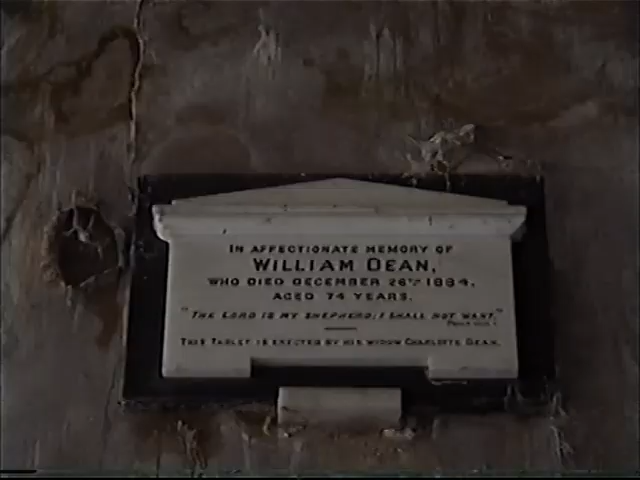 IN AFFECTIONATE MEMORY OF
WILLIAM DEAN,
WHO DIED DECEMBER 26TH 1884,
AGED 74 YEARS.
"THE LORD IS MY SHEPHERD; I SHALL NOT WANT."
THIS TABLET IS ERECTED BY HIS WIDOW CHARLOTTE DEAN.